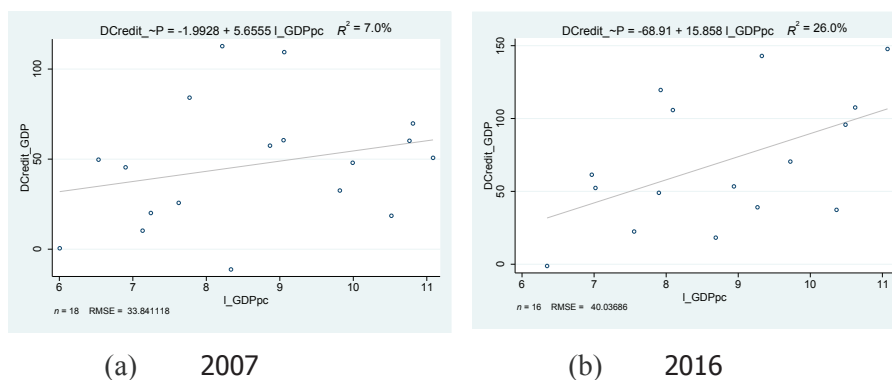 DCredit_~P = -1.9928 + 5.6555 l_GDPpc R² = 7.0%
DCredit_GDP
100
50
0
6 7 8 9 10 11
l_GDPpc
n = 18 RMSE = 33.841118
(a) 2007
DCredit_~P = -68.91 + 15.858 l_GDPpc R² = 26.0%
DCredit_GDP
150
100
50
0
6 7 8 9 10 11
l_GDPpc
n = 16 RMSE = 40.03686
(b) 2016